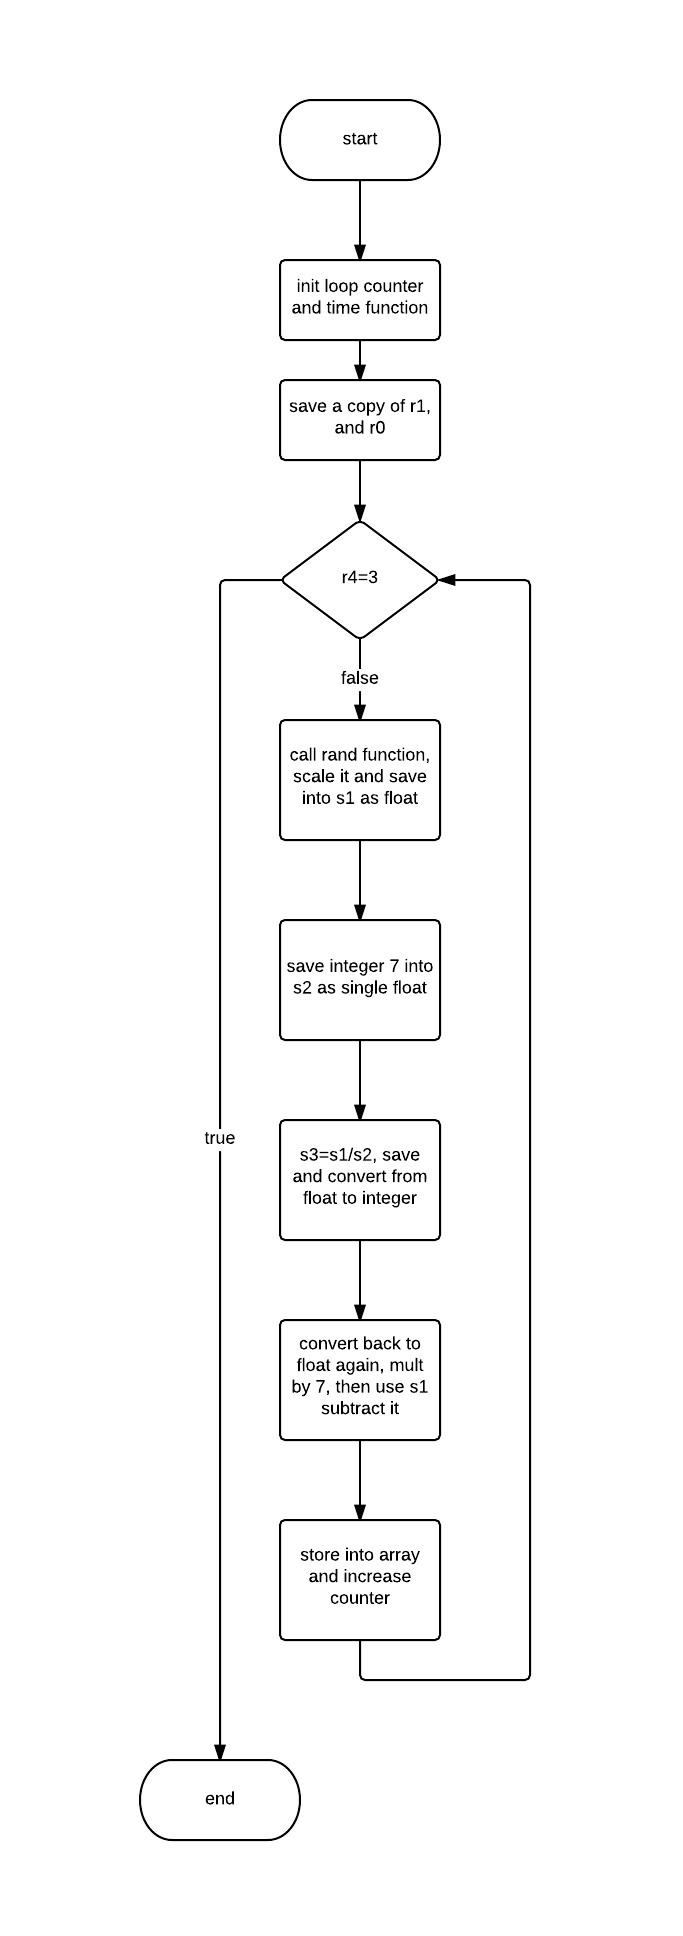 start
init loop counter
and time function
save a copy of r1,
and r0
r4=3
false
call rand function,
scale it and save
into s1 as float
save integer 7 into
s2 as single float
true
s3=s1/s2, save
and convert from
float to integer
convert back to
float again, mult
by 7, then use s1
subtract it
store into array
and increase
counter
end